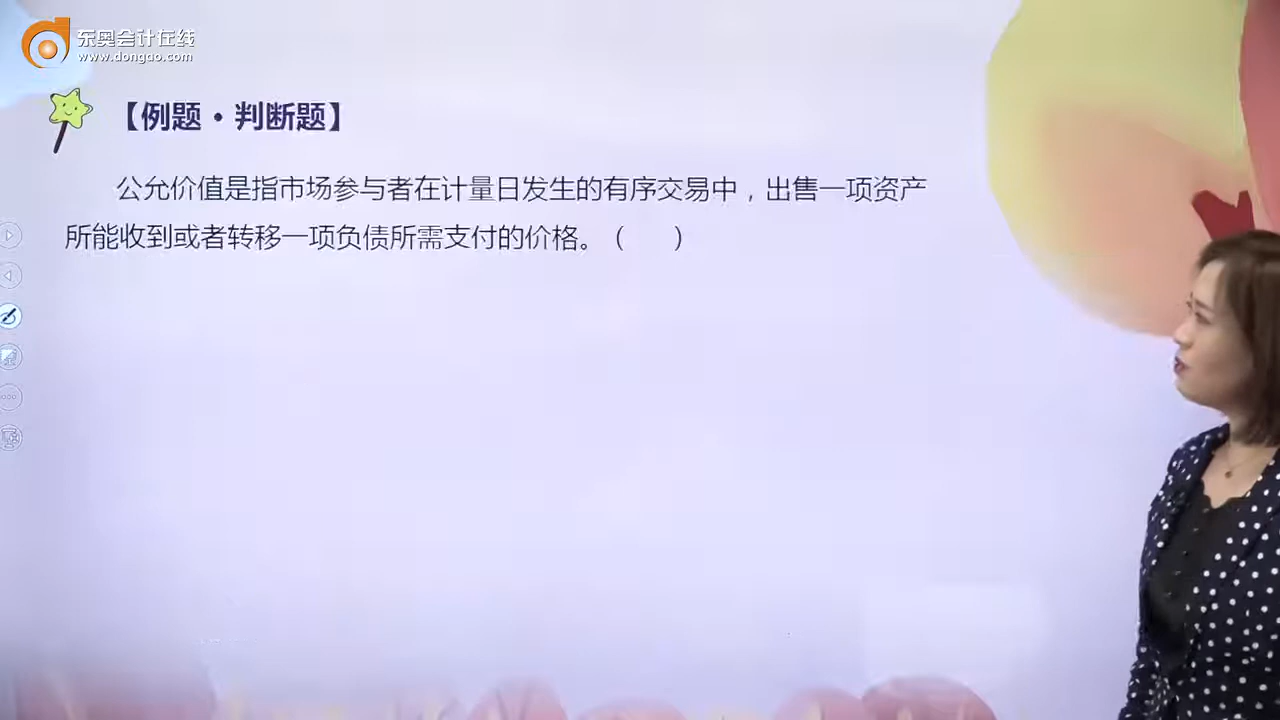 东奥会计在线
www.dongao.com
【例题·判断题】
公允价值是指市场参与者在计量日发生的有序交易中，出售一项资产
所能收到或者转移一项负债所需支付的价格。（　　）